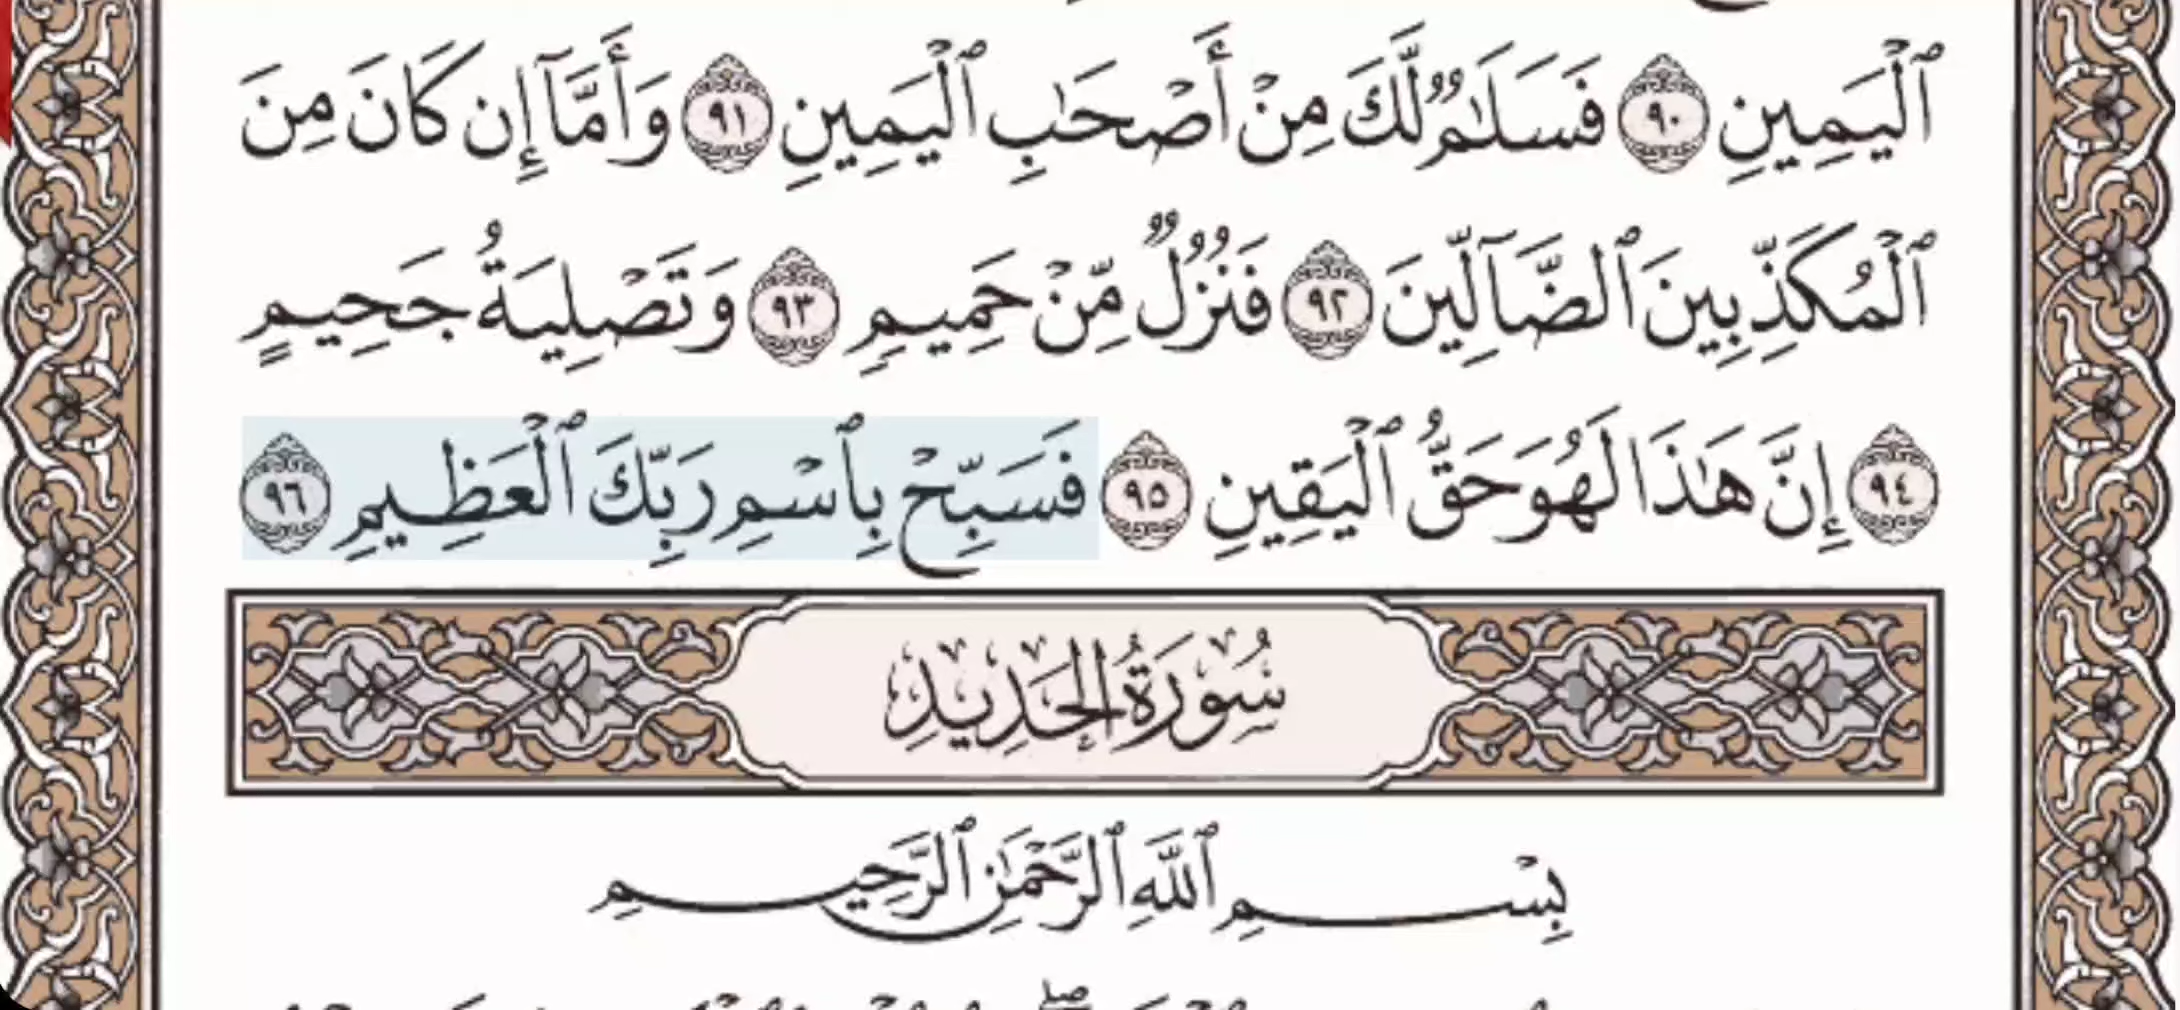 ٱلْيَمِينِ ٩٠ فَسَلَٰمٌ لَّكَ مِنْ أَصْحَٰبِ ٱلْيَمِينِ ٩١ وَأَمَّآ إِن كَانَ مِنَ
ٱلْمُكَذِّبِينَ ٱلضَّآلِّينَ ٩٢ فَنُزُلٌ مِّنْ حَمِيمٍ ٩٣ وَتَصْلِيَةُ جَحِيمٍ
٩٤ إِنَّ هَٰذَا لَهُوَ حَقُّ ٱلْيَقِينِ ٩٥ فَسَبِّحْ بِٱسْمِ رَبِّكَ ٱلْعَظِيمِ ٩٦
سُورَةُ الحَدِيدِ
بِسْمِ ٱللَّهِ ٱلرَّحْمَٰنِ ٱلرَّحِيمِ